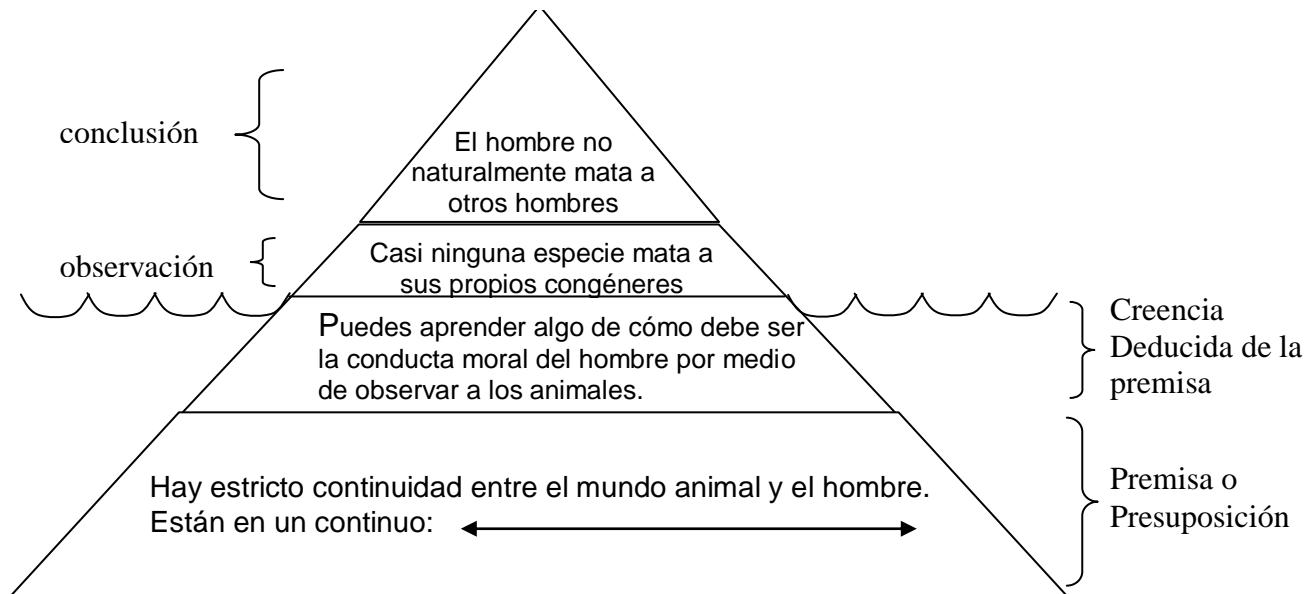 conclusión
El hombre no
naturalmente mata a
otros hombres
observación
Casi ninguna especie mata a
sus propios congéneres
Puedes aprender algo de cómo debe ser
la conducta moral del hombre por medio
de observar a los animales.
Creencia
Deducida de la
premisa
Hay estricto continuidad entre el mundo animal y el hombre.
Están en un continuo:
Premisa o
Presuposición